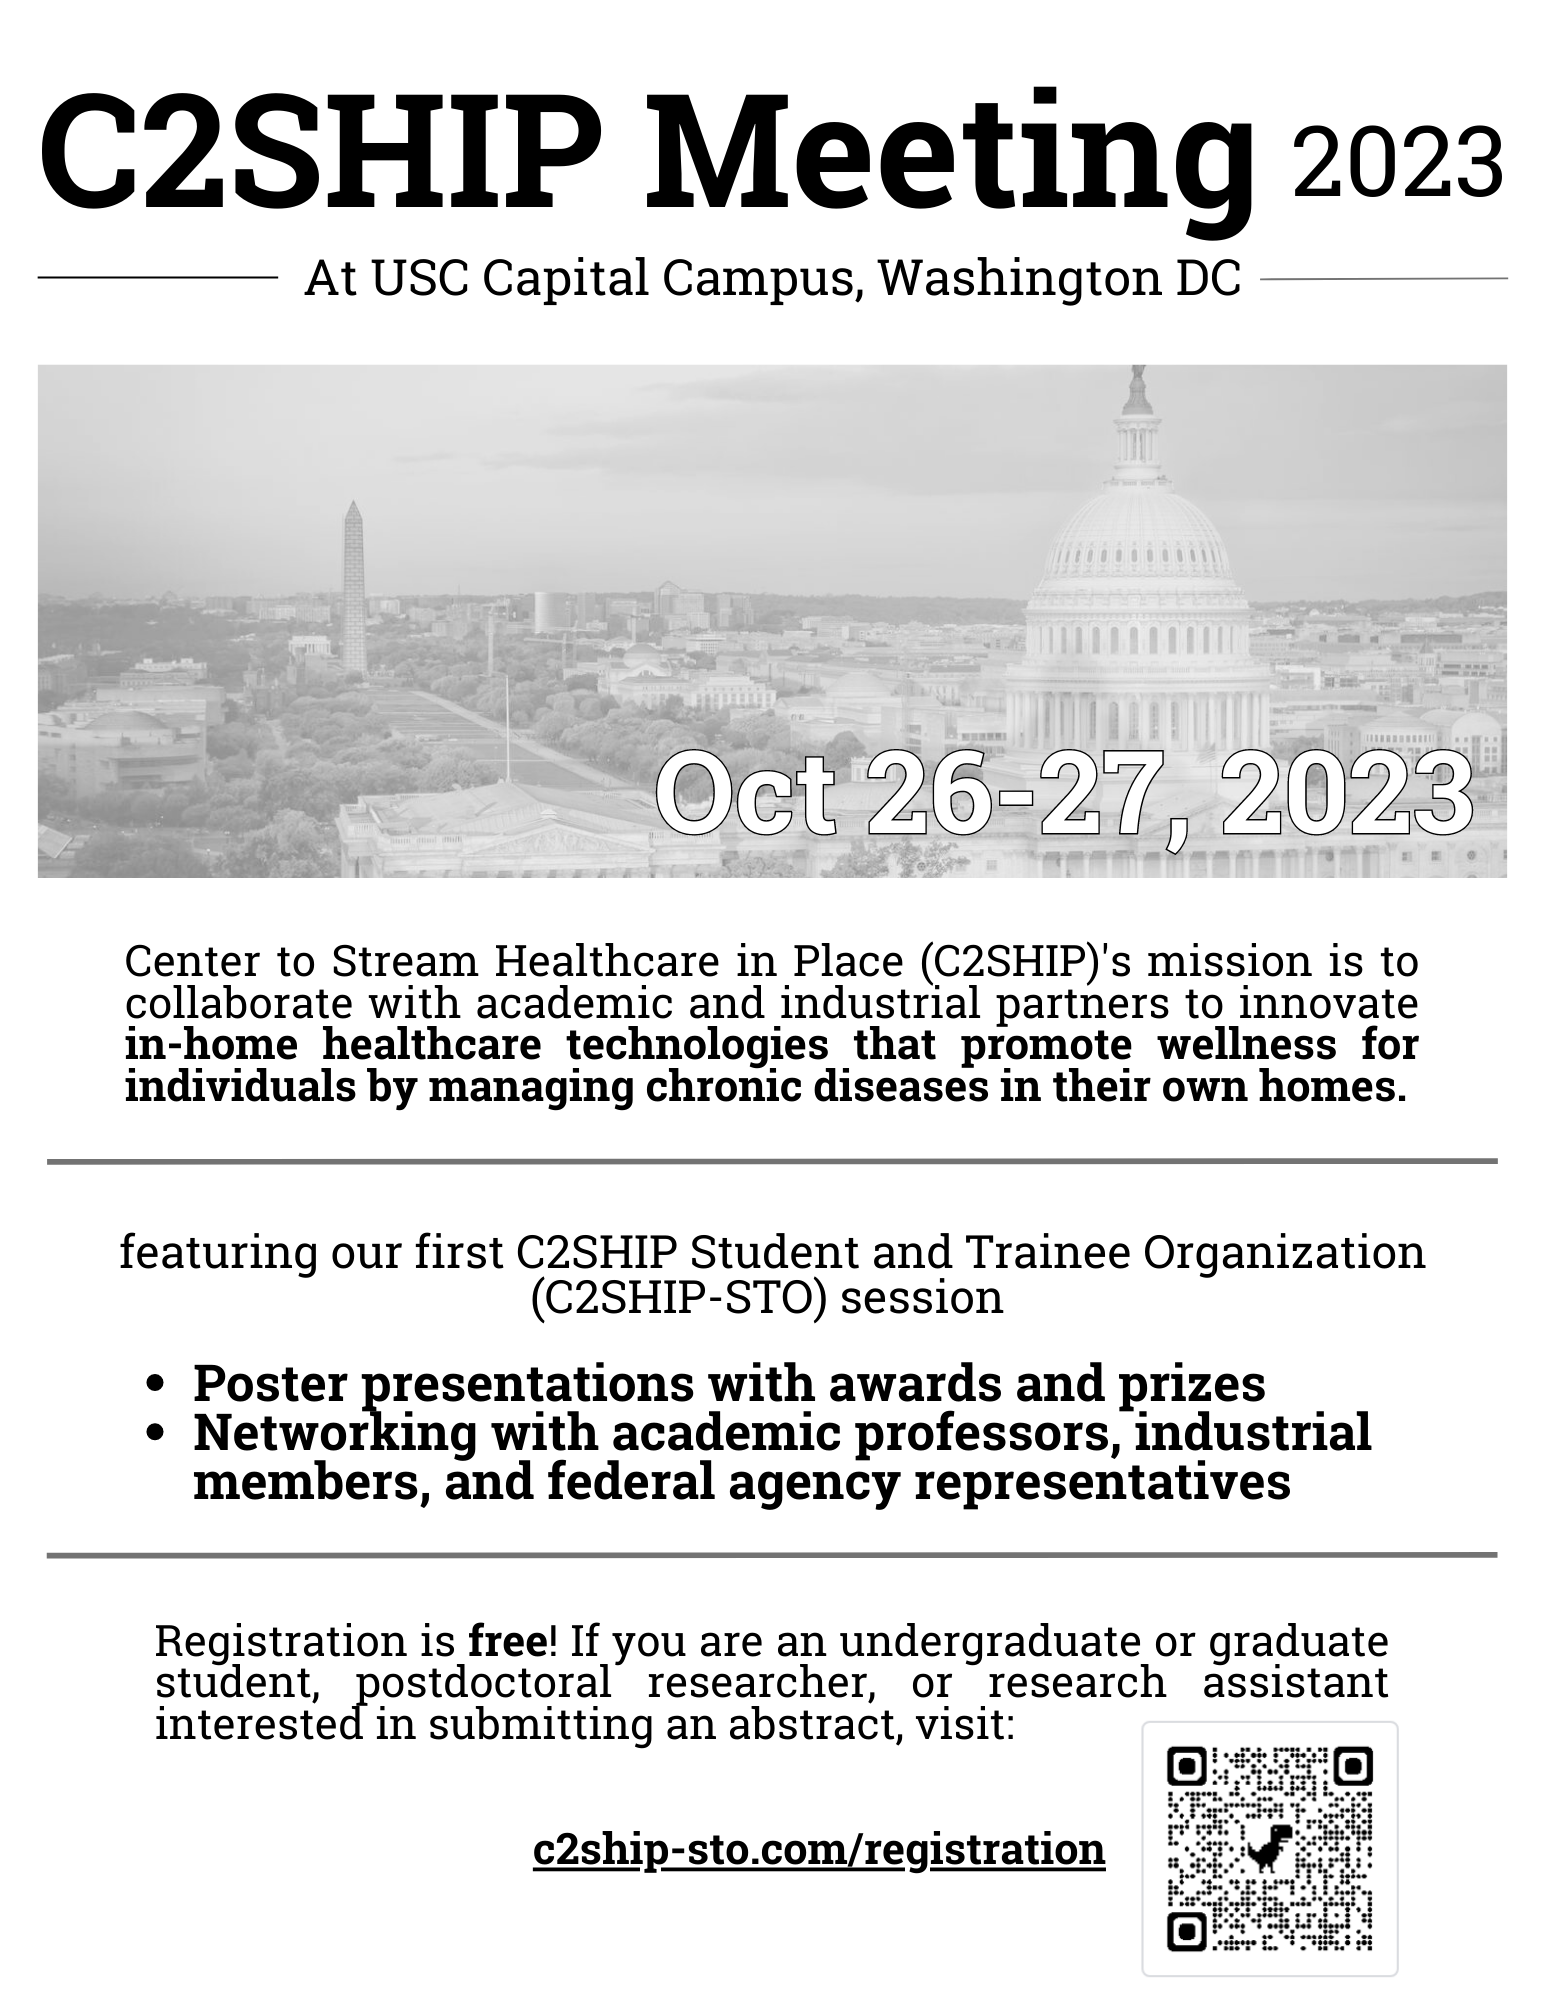 C2SHIP Meeting 2023
At USC Capital Campus, Washington DC
Oct 26-27, 2023
Center to Stream Healthcare in Place (C2SHIP)'s mission is to
collaborate with academic and industrial partners to innovate
in-home healthcare technologies that promote wellness for
individuals by managing chronic diseases in their own homes.
featuring our first C2SHIP Student and Trainee Organization
(C2SHIP-STO) session
• Poster presentations with awards and prizes
• Networking with academic professors, industrial
members, and federal agency representatives
Registration is free! If you are an undergraduate or graduate
student, postdoctoral researcher, or research assistant
interested in submitting an abstract, visit:
c2ship-sto.com/registration